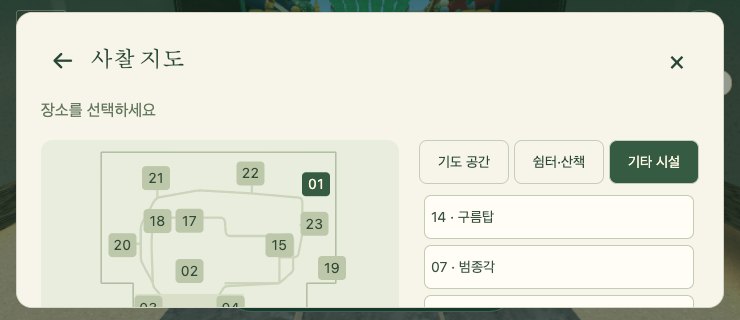 ← 사찰 지도 ×
장소를 선택하세요
기도 공간
쉼터·산책
기타 시설
21
22
01
18
17
23
20
15
02
19
03
04
14 · 구름탑
07 · 범종각